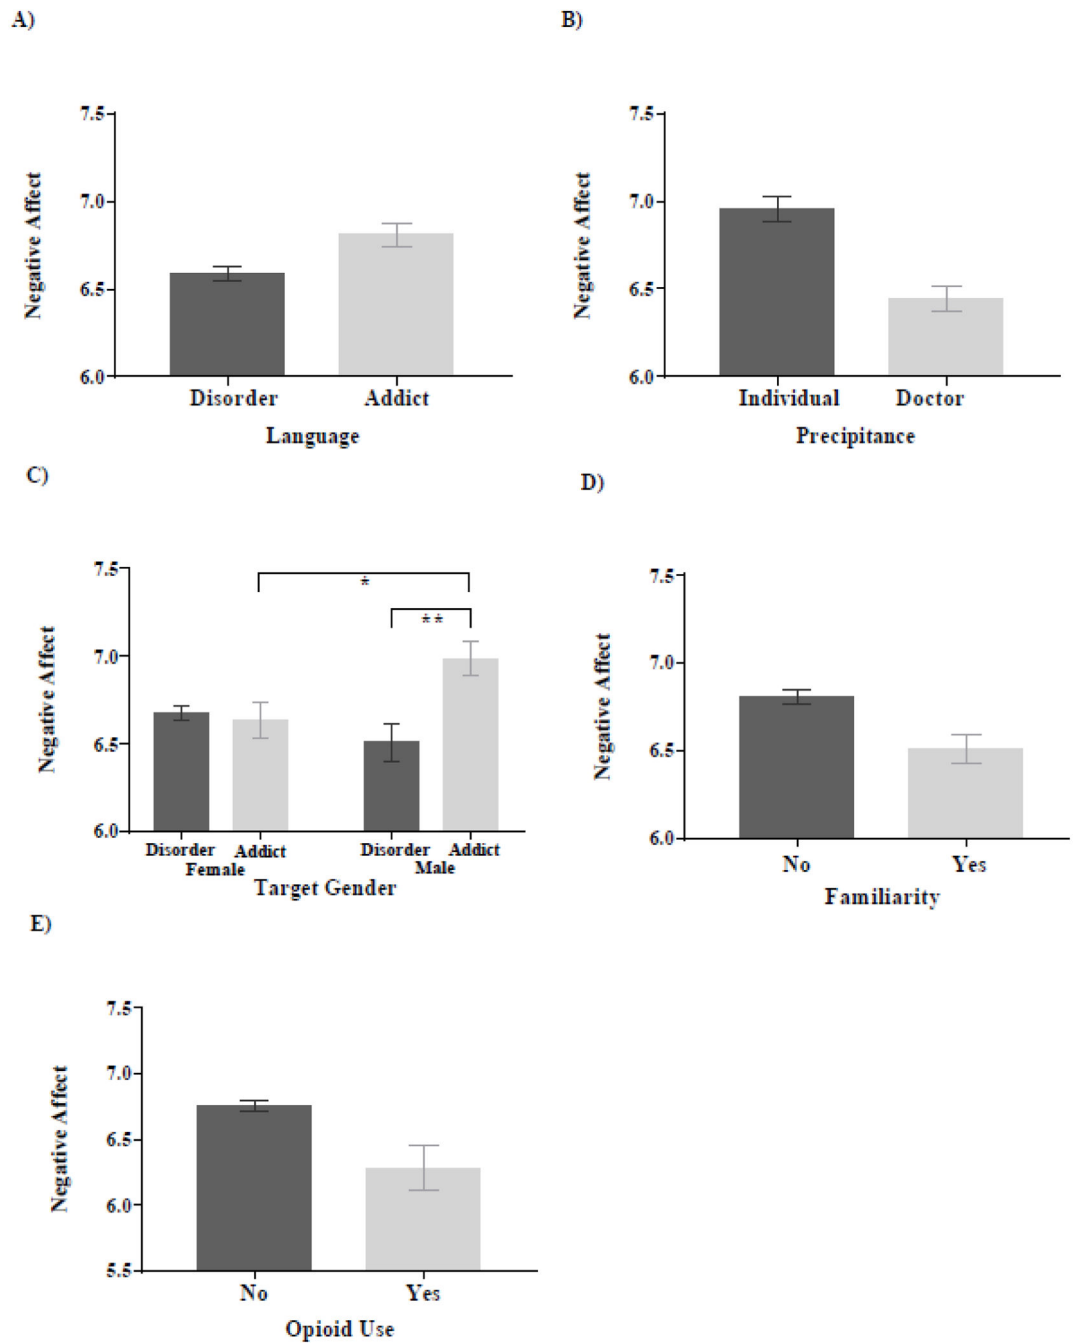 A)
7.5
7.0
6.5
6.0
Negative Affect
Disorder Addict
Language
B)
7.5
7.0
6.5
6.0
Negative Affect
Individual Doctor
Precipitance
C)
7.5
7.0
6.5
6.0
Negative Affect
*
**
Disorder Addict Disorder Addict
Female Male
Target Gender
D)
7.5
7.0
6.5
6.0
Negative Affect
No Yes
Familiarity
E)
7.5
7.0
6.5
6.0
5.5
Negative Affect
No Yes
Opioid Use